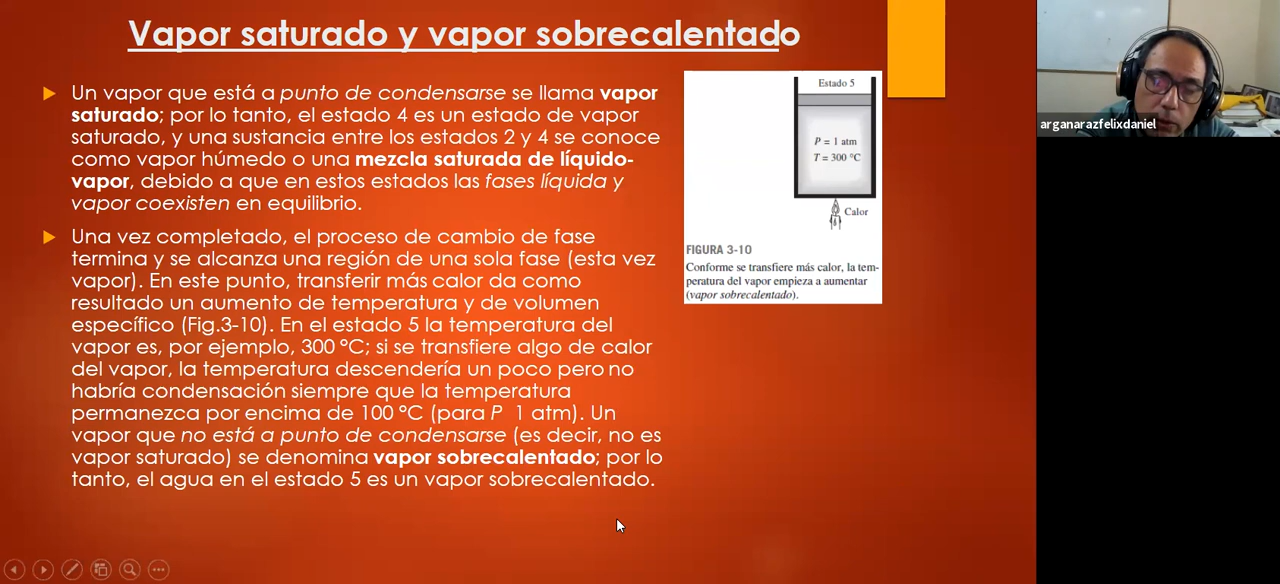 Vapor saturado y vapor sobrecalentado
Un vapor que está a punto de condensarse se llama vapor
saturado; por lo tanto, el estado 4 es un estado de vapor
saturado, y una sustancia entre los estados 2 y 4 se conoce
como vapor húmedo o una mezcla saturada de líquido-
vapor, debido a que en estos estados las fases líquida y
vapor coexisten en equilibrio.
Una vez completado, el proceso de cambio de fase
termina y se alcanza una región de una sola fase (esta vez
vapor). En este punto, transferir más calor da como
resultado un aumento de temperatura y de volumen
específico (Fig.3-10). En el estado 5 la temperatura del
vapor es, por ejemplo, 300 °C; si se transfiere algo de calor
del vapor, la temperatura descendería un poco pero no
habría condensación siempre que la temperatura
permanezca por encima de 100 °C (para P 1 atm). Un
vapor que no está a punto de condensarse (es decir, no es
vapor saturado) se denomina vapor sobrecalentado; por lo
tanto, el agua en el estado 5 es un vapor sobrecalentado.
Estado 5
P = 1 atm
T = 300 °C
Calor
FIGURA 3-10
Conforme se transfiere más calor, la tem-
peratura del vapor empieza a aumentar
(vapor sobrecalentado).
arganarazfelixdaniel